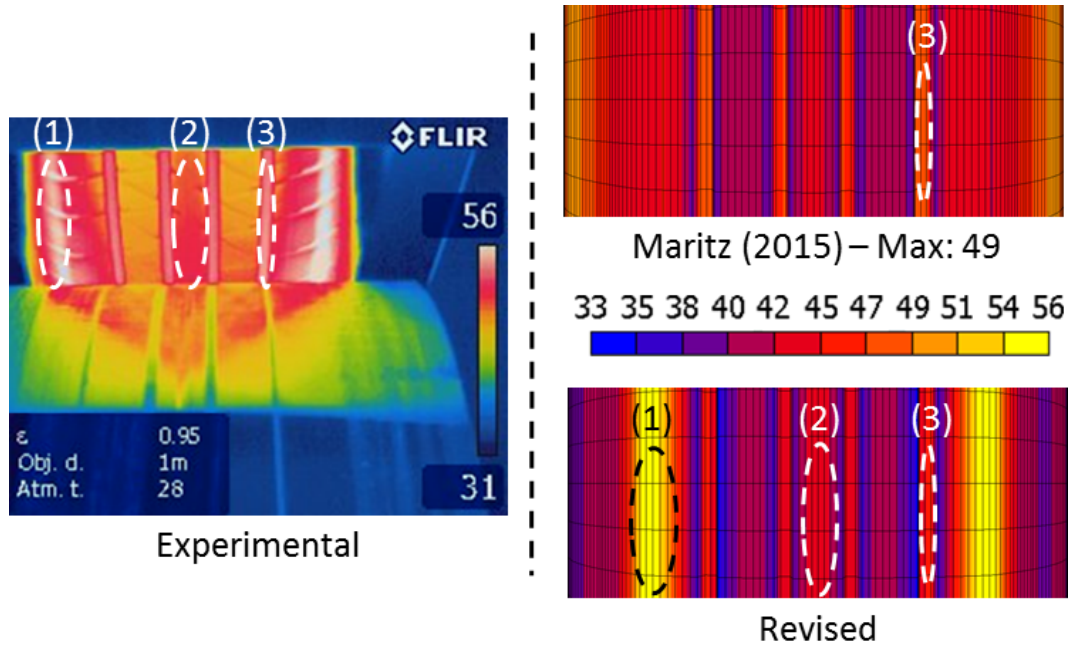 (1) (2) (3)
FLIR
56
ε 0.95
Obj. d. 1m
Atm. t. 28
31
Experimental
(3)
Maritz (2015) – Max: 49
33 35 38 40 42 45 47 49 51 54 56
(1) (2) (3)
Revised